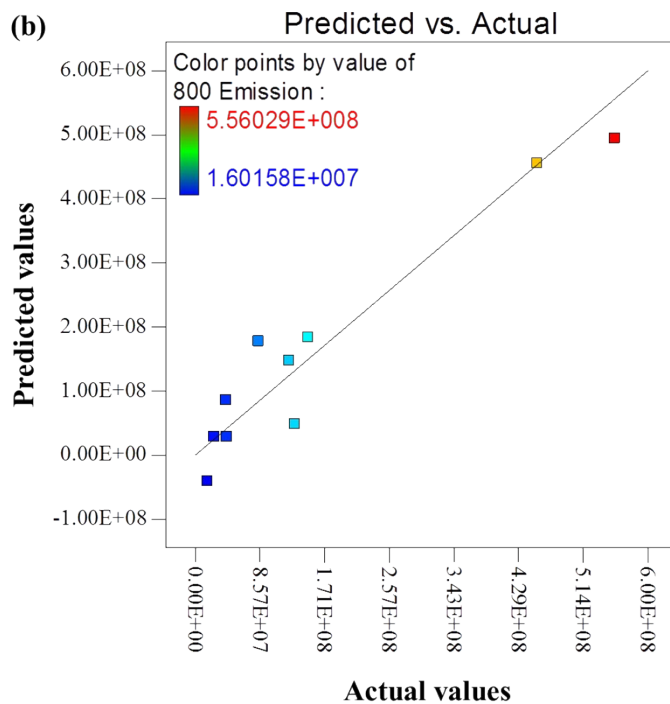 (b)
Predicted vs. Actual
Color points by value of
800 Emission :
5.56029E+008
1.60158E+007
6.00E+08
5.00E+08
4.00E+08
3.00E+08
2.00E+08
1.00E+08
0.00E+00
-1.00E+08
Predicted values
0.00E+00
8.57E+07
1.71E+08
2.57E+08
3.43E+08
4.29E+08
5.14E+08
6.00E+08
Actual values